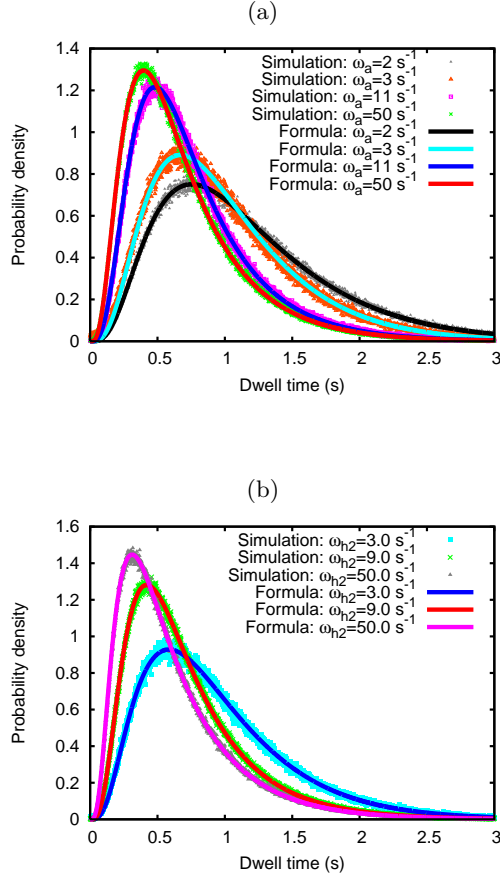 (a)
1.4
1.2
1
0.8
0.6
0.4
0.2
0
Probability density
Simulation: ωa=2 s-1
Simulation: ωa=3 s-1
Simulation: ωa=11 s-1
Simulation: ωa=50 s-1
Formula: ωa=2 s-1
Formula: ωa=3 s-1
Formula: ωa=11 s-1
Formula: ωa=50 s-1
0 0.5 1 1.5 2 2.5 3
Dwell time (s)
(b)
1.6
1.4
1.2
1
0.8
0.6
0.4
0.2
0
Probability density
Simulation: ωh2=3.0 s-1
Simulation: ωh2=9.0 s-1
Simulation: ωh2=50.0 s-1
Formula: ωh2=3.0 s-1
Formula: ωh2=9.0 s-1
Formula: ωh2=50.0 s-1
0 0.5 1 1.5 2 2.5 3
Dwell time (s)